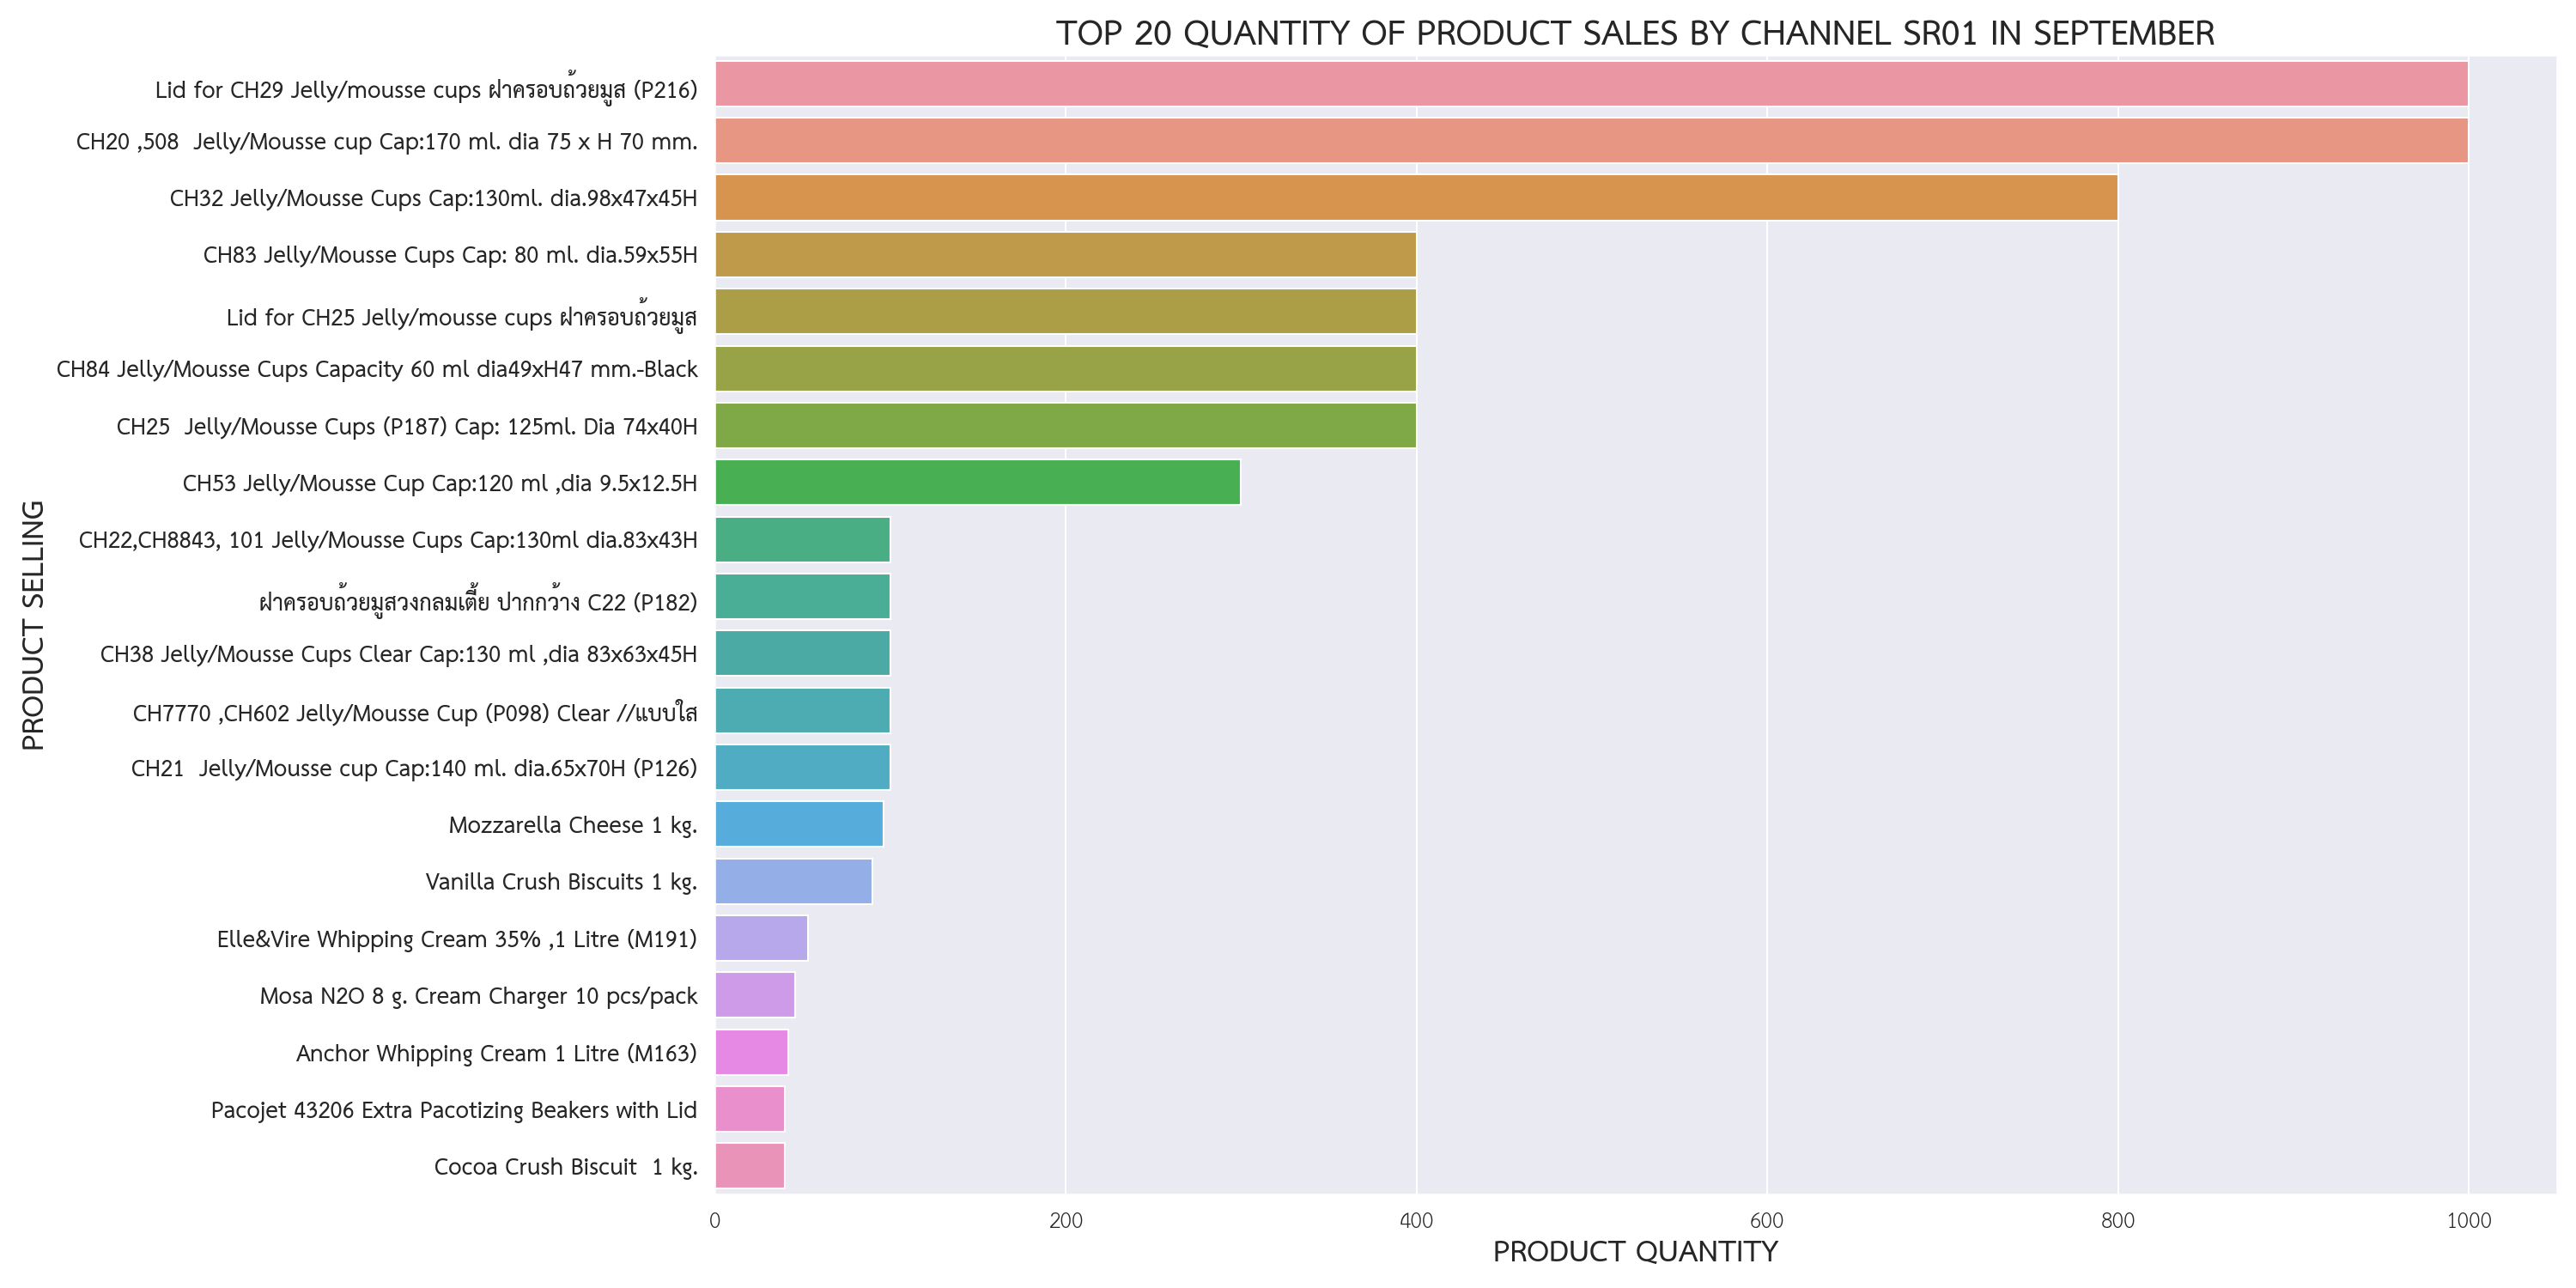 TOP 20 QUANTITY OF PRODUCT SALES BY CHANNEL SR01 IN SEPTEMBER
PRODUCT SELLING
Lid for CH29 Jelly/mousse cups ฝาครอบถ้วยมูส (P216)
CH20 ,508  Jelly/Mousse cup Cap:170 ml. dia 75 x H 70 mm.
CH32 Jelly/Mousse Cups Cap:130ml. dia.98x47x45H
CH83 Jelly/Mousse Cups Cap: 80 ml. dia.59x55H
Lid for CH25 Jelly/mousse cups ฝาครอบถ้วยมูส
CH84 Jelly/Mousse Cups Capacity 60 ml dia49xH47 mm.-Black
CH25  Jelly/Mousse Cups (P187) Cap: 125ml. Dia 74x40H
CH53 Jelly/Mousse Cup Cap:120 ml ,dia 9.5x12.5H
CH22,CH8843, 101 Jelly/Mousse Cups Cap:130ml dia.83x43H
ฝาครอบถ้วยมูสวงกลมเตี้ย ปากกว้าง C22 (P182)
CH38 Jelly/Mousse Cups Clear Cap:130 ml ,dia 83x63x45H
CH7770 ,CH602 Jelly/Mousse Cup (P098) Clear //แบบใส
CH21  Jelly/Mousse cup Cap:140 ml. dia.65x70H (P126)
Mozzarella Cheese 1 kg.
Vanilla Crush Biscuits 1 kg.
Elle&Vire Whipping Cream 35% ,1 Litre (M191)
Mosa N2O 8 g. Cream Charger 10 pcs/pack
Anchor Whipping Cream 1 Litre (M163)
Pacojet 43206 Extra Pacotizing Beakers with Lid
Cocoa Crush Biscuit  1 kg.
0 200 400 600 800 1000
PRODUCT QUANTITY